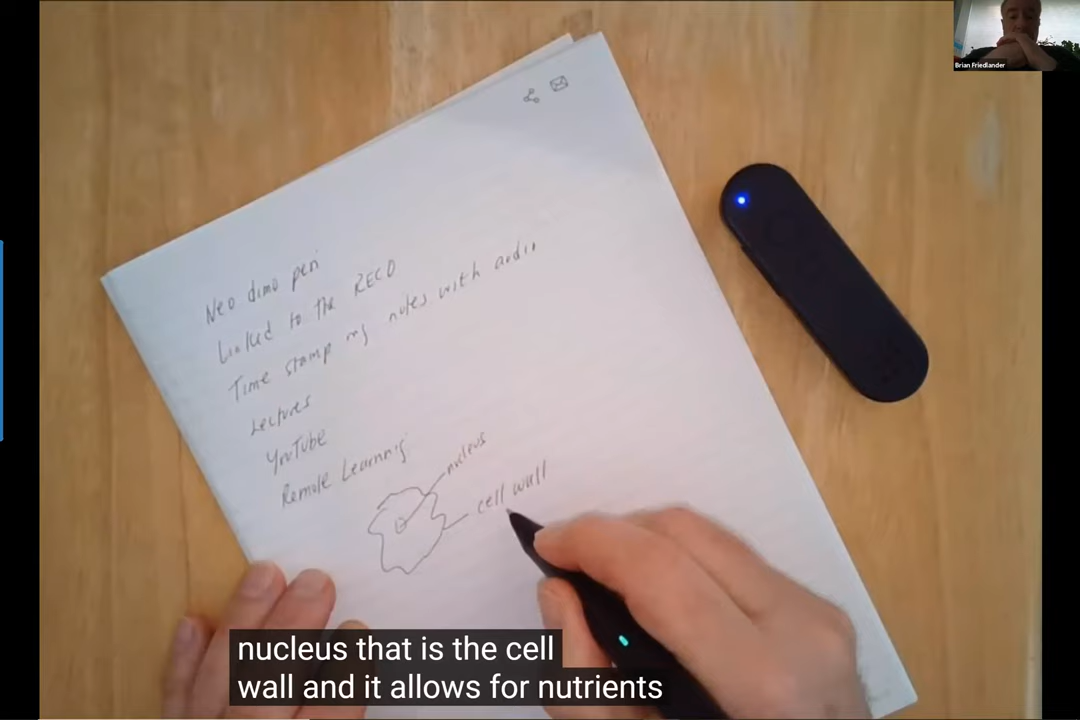 Brian Friedlander
Neo dimo pen
Linked to the RECO
Time stamp my notes with audio
Lectures
YouTube
Remote Learning
nucleus
cell wall
nucleus that is the cell
wall and it allows for nutrients